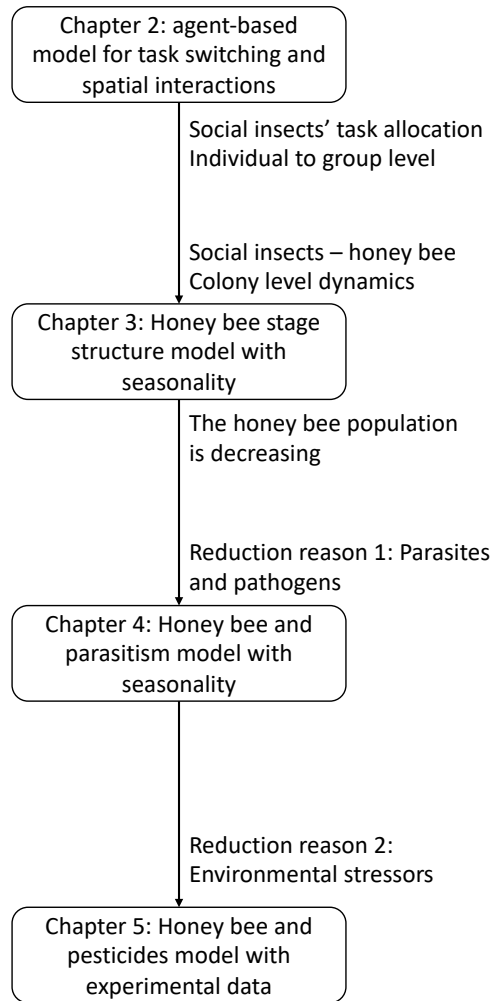 Chapter 2: agent-based
model for task switching and
spatial interactions
Social insects’ task allocation
Individual to group level
Social insects – honey bee
Colony level dynamics
Chapter 3: Honey bee stage
structure model with
seasonality
The honey bee population
is decreasing
Reduction reason 1: Parasites
and pathogens
Chapter 4: Honey bee and
parasitism model with
seasonality
Reduction reason 2:
Environmental stressors
Chapter 5: Honey bee and
pesticides model with
experimental data